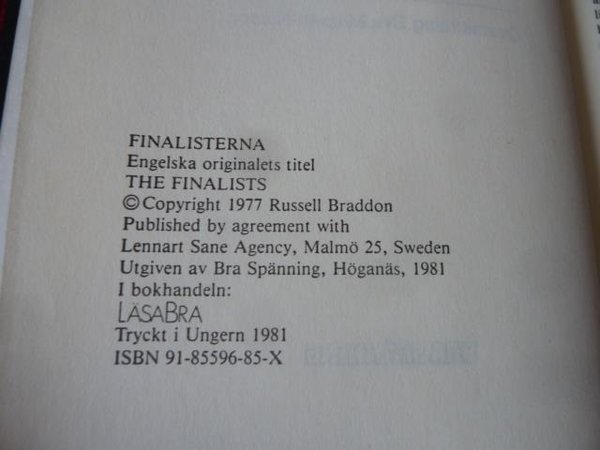 FINALISTERNA
Engelska originalets titel
THE FINALISTS
© Copyright 1977 Russell Braddon
Published by agreement with
Lennart Sane Agency, Malmö 25, Sweden
Utgiven av Bra Spänning, Höganäs, 1981
I bokhandeln:
LÄSABRA
Tryckt i Ungern 1981
ISBN 91-85596-85-X